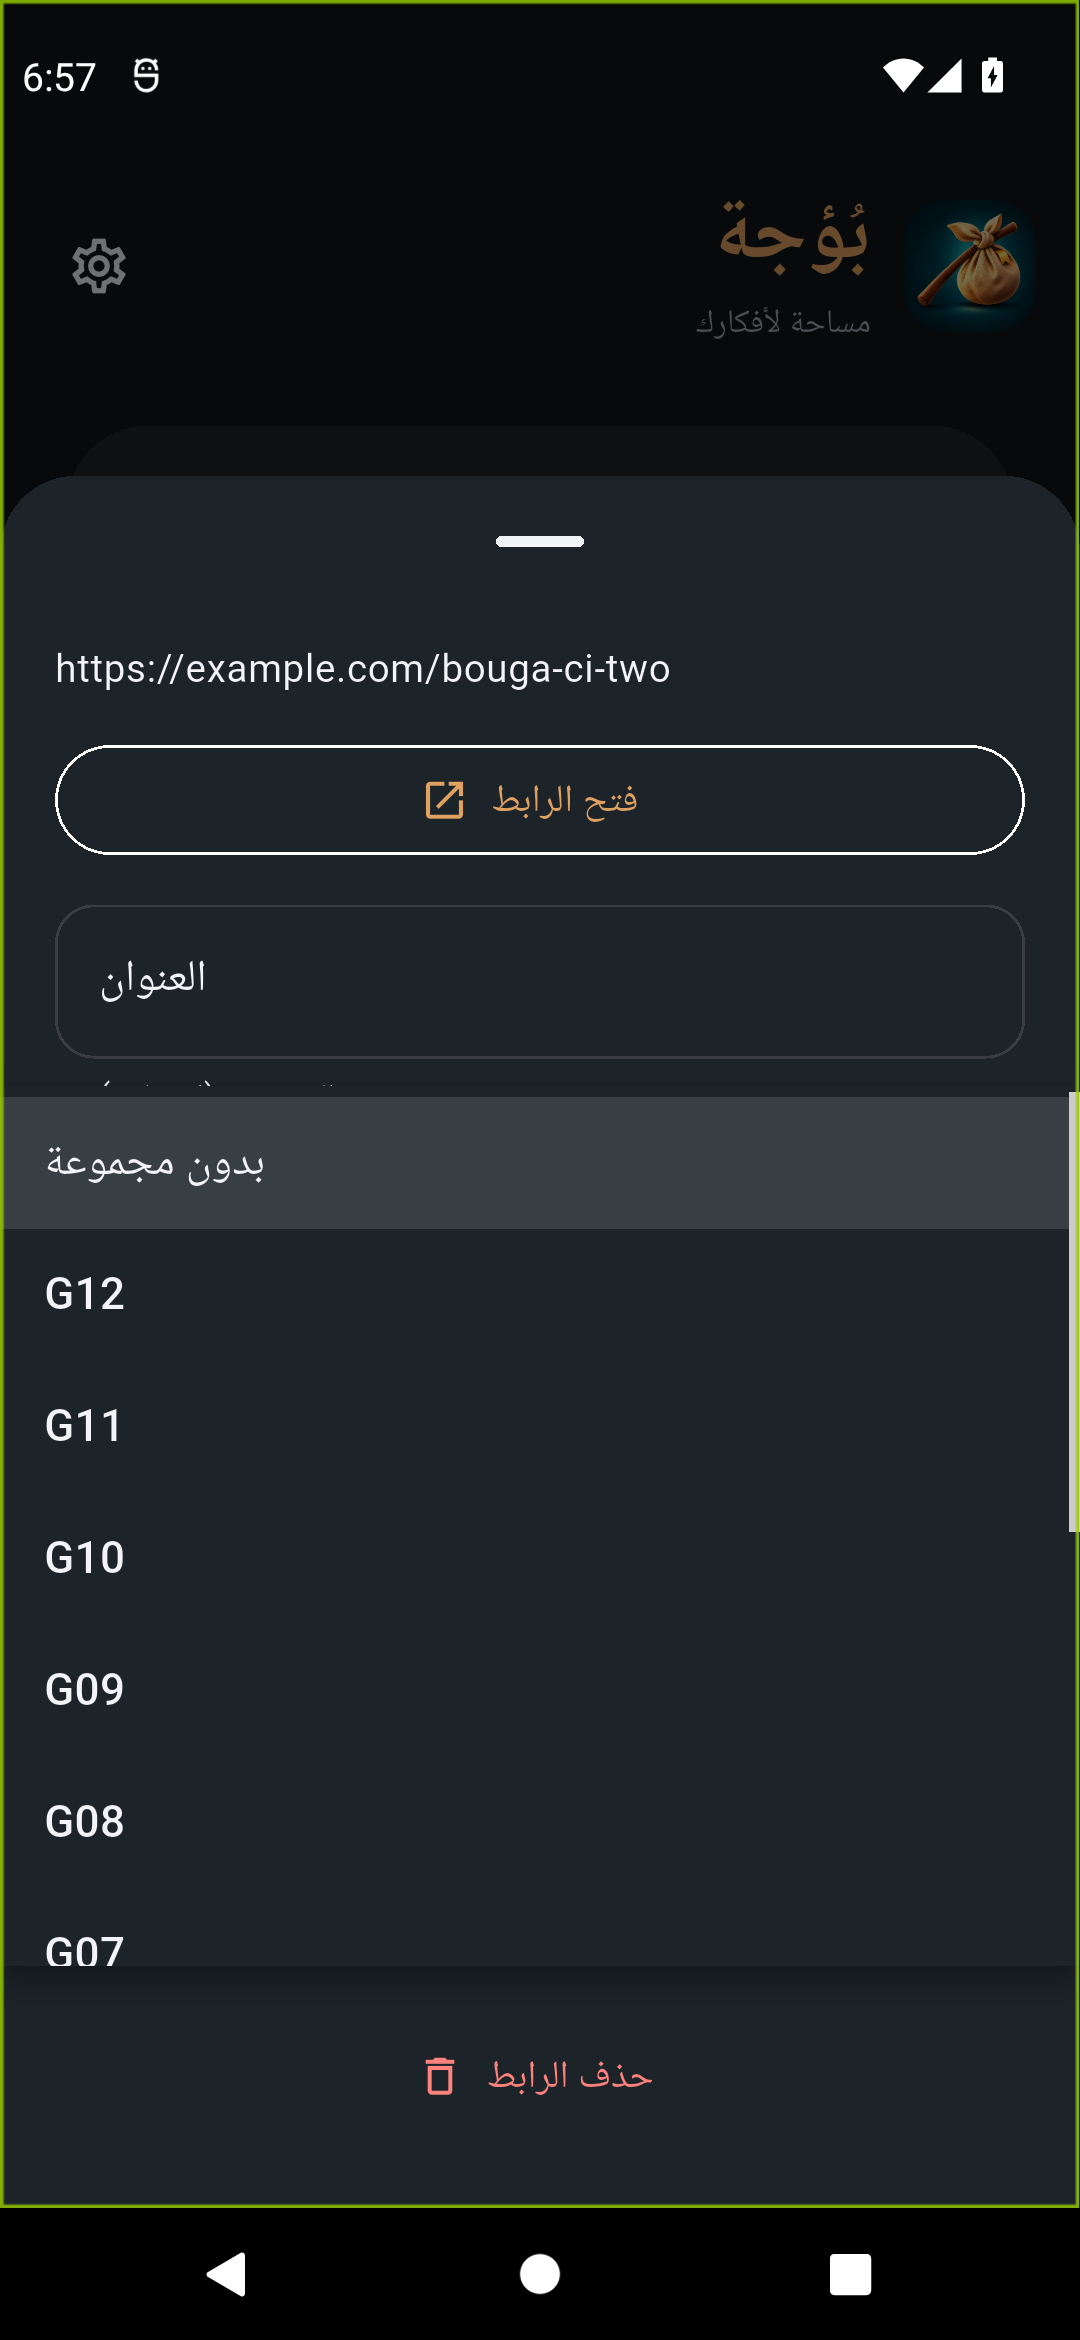 6:57
بُؤجة
مساحة لأفكارك
https://example.com/bouga-ci-two
فتح الرابط
العنوان
بدون مجموعة
G12
G11
G10
G09
G08
G07
حذف الرابط